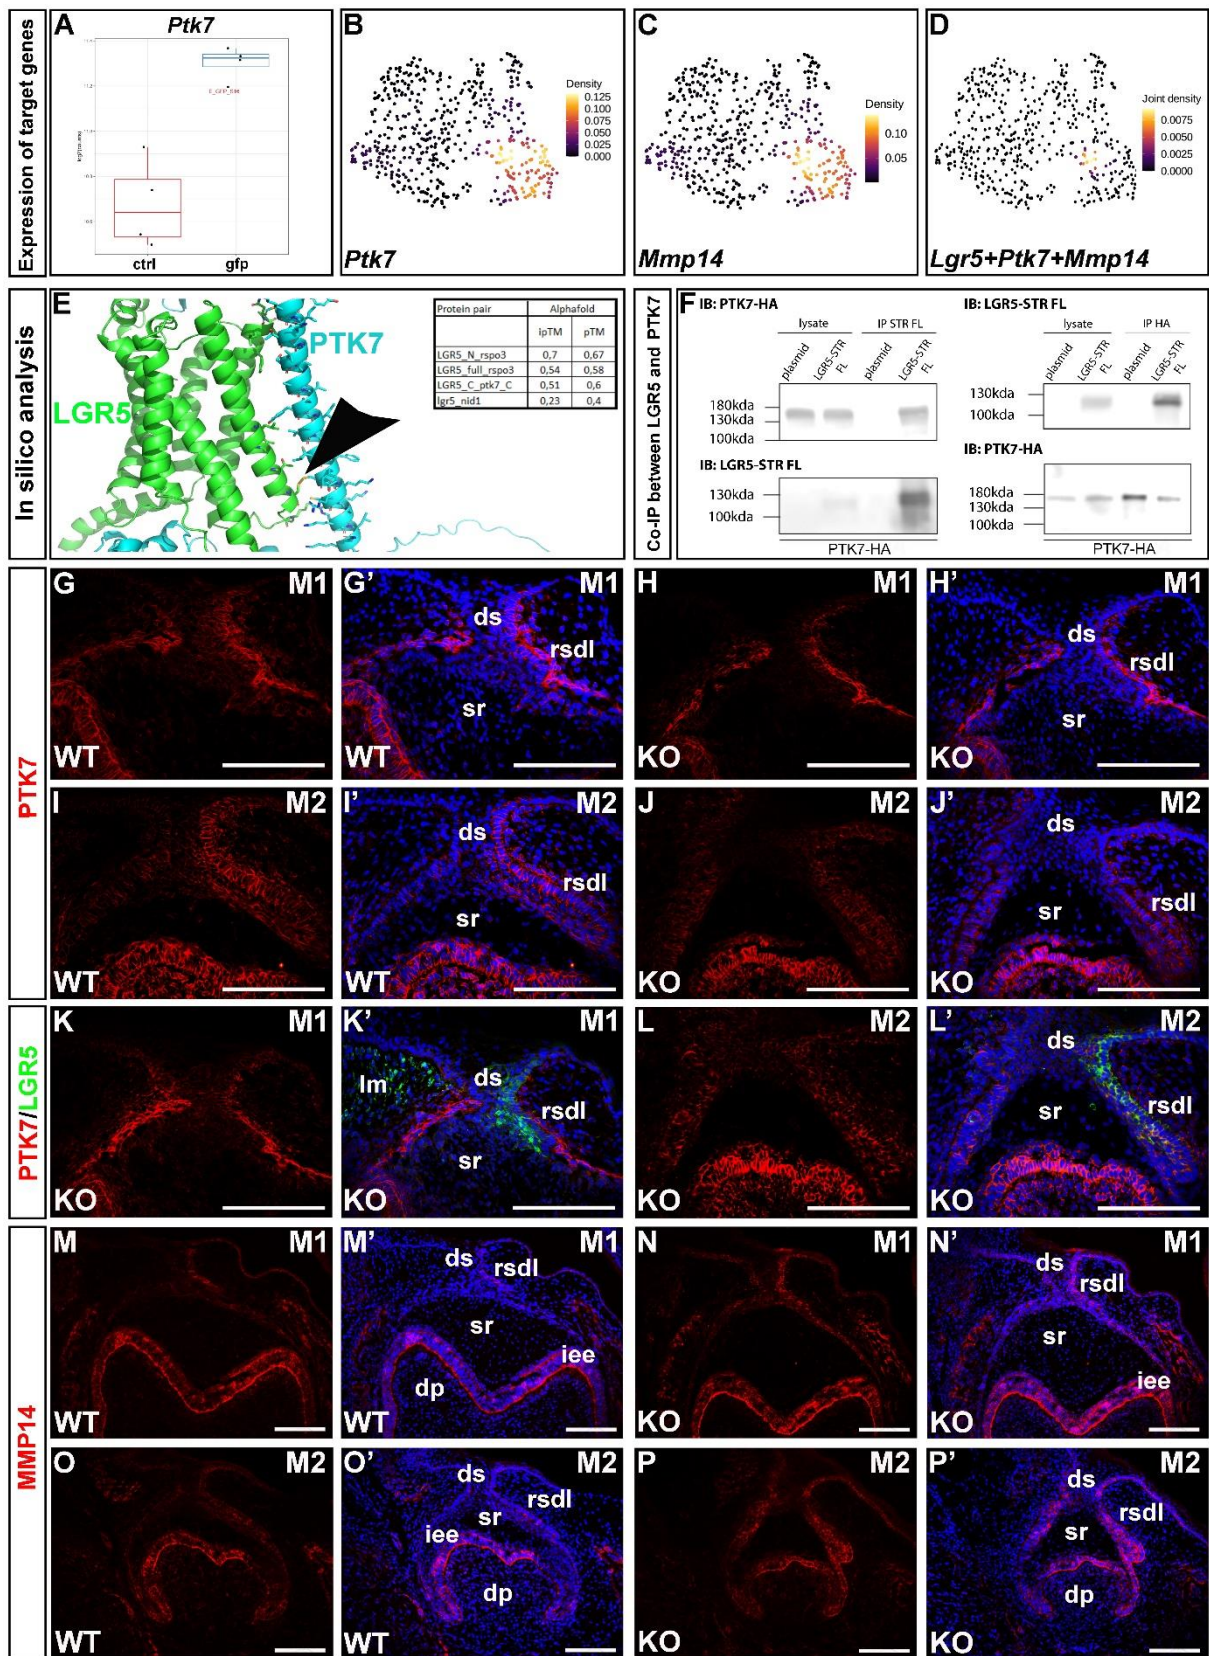 Expression of target genes
A
Ptk7
ctrl
gfp
B
Density
0.125
0.100
0.075
0.050
0.025
0.000
Ptk7
C
Density
0.10
0.05
Mmp14
D
Joint density
0.0075
0.0050
0.0025
0.0000
Lgr5+Ptk7+Mmp14
In silico analysis
E
LGR5
PTK7
Protein pair Alphafold
ipTM pTM
LGR5_N_rspo3 0,7 0,67
LGR5_full_rspo3 0,54 0,58
LGR5_C_ptk7_C 0,51 0,6
lgr5_nid1 0,23 0,4
Co-IP between LGR5 and PTK7
F
IB: PTK7-HA
lysate IP STR FL
plasmid LGR5-STR FL plasmid LGR5-STR FL
180kda
130kda
100kda
IB: LGR5-STR FL
130kda
100kda
PTK7-HA
IB: LGR5-STR FL
lysate IP HA
plasmid LGR5-STR FL plasmid LGR5-STR FL
130kda
100kda
IB: PTK7-HA
180kda
130kda
100kda
PTK7-HA
PTK7
G M1
WT
G’ M1
ds
rsdl
sr
WT
H M1
KO
H’ M1
ds
rsdl
sr
KO
I M2
WT
I’ M2
ds
rsdl
sr
WT
J M2
KO
J’ M2
ds
sr
rsdl
KO
PTK7/LGR5
K M1
KO
K’ M1
lm
ds
rsdl
sr
KO
L M2
KO
L’ M2
ds
sr
rsdl
KO
MMP14
M M1
WT
M’ M1
ds
rsdl
sr
iee
dp
WT
N M1
KO
N’ M1
ds
rsdl
sr
iee
KO
O M2
WT
O’ M2
ds
rsdl
sr
iee
dp
WT
P M2
KO
P’ M2
ds
rsdl
sr
dp
KO